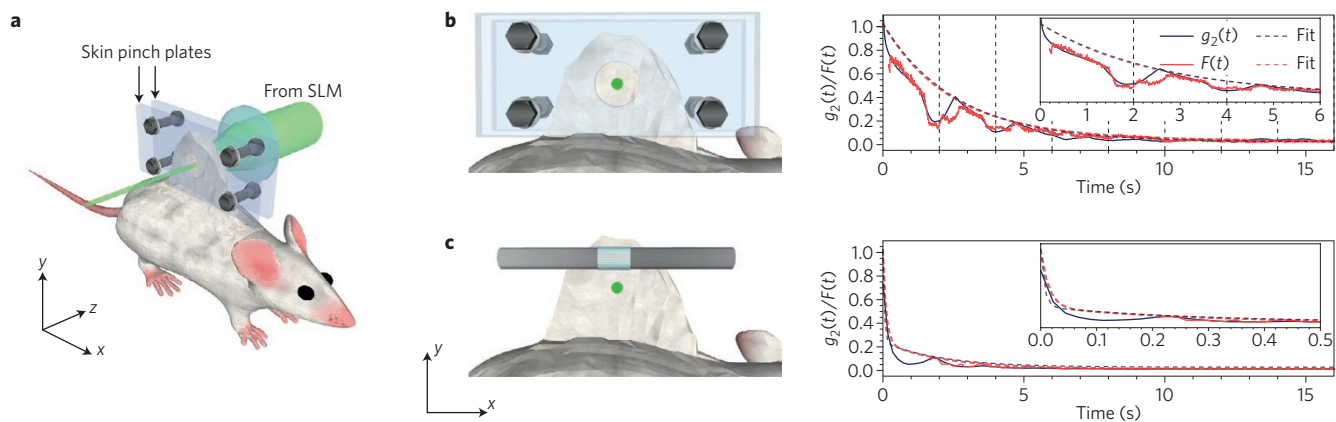 a
Skin pinch plates
From SLM
y
z
x
b
g₂(t)/F(t)
1.0
0.8
0.6
0.4
0.2
0.0
0 5 10 15
Time (s)
g₂(t) Fit
F(t) Fit
0 1 2 3 4 5 6
c
y
x
g₂(t)/F(t)
1.0
0.8
0.6
0.4
0.2
0.0
0 5 10 15
Time (s)
0.0 0.1 0.2 0.3 0.4 0.5